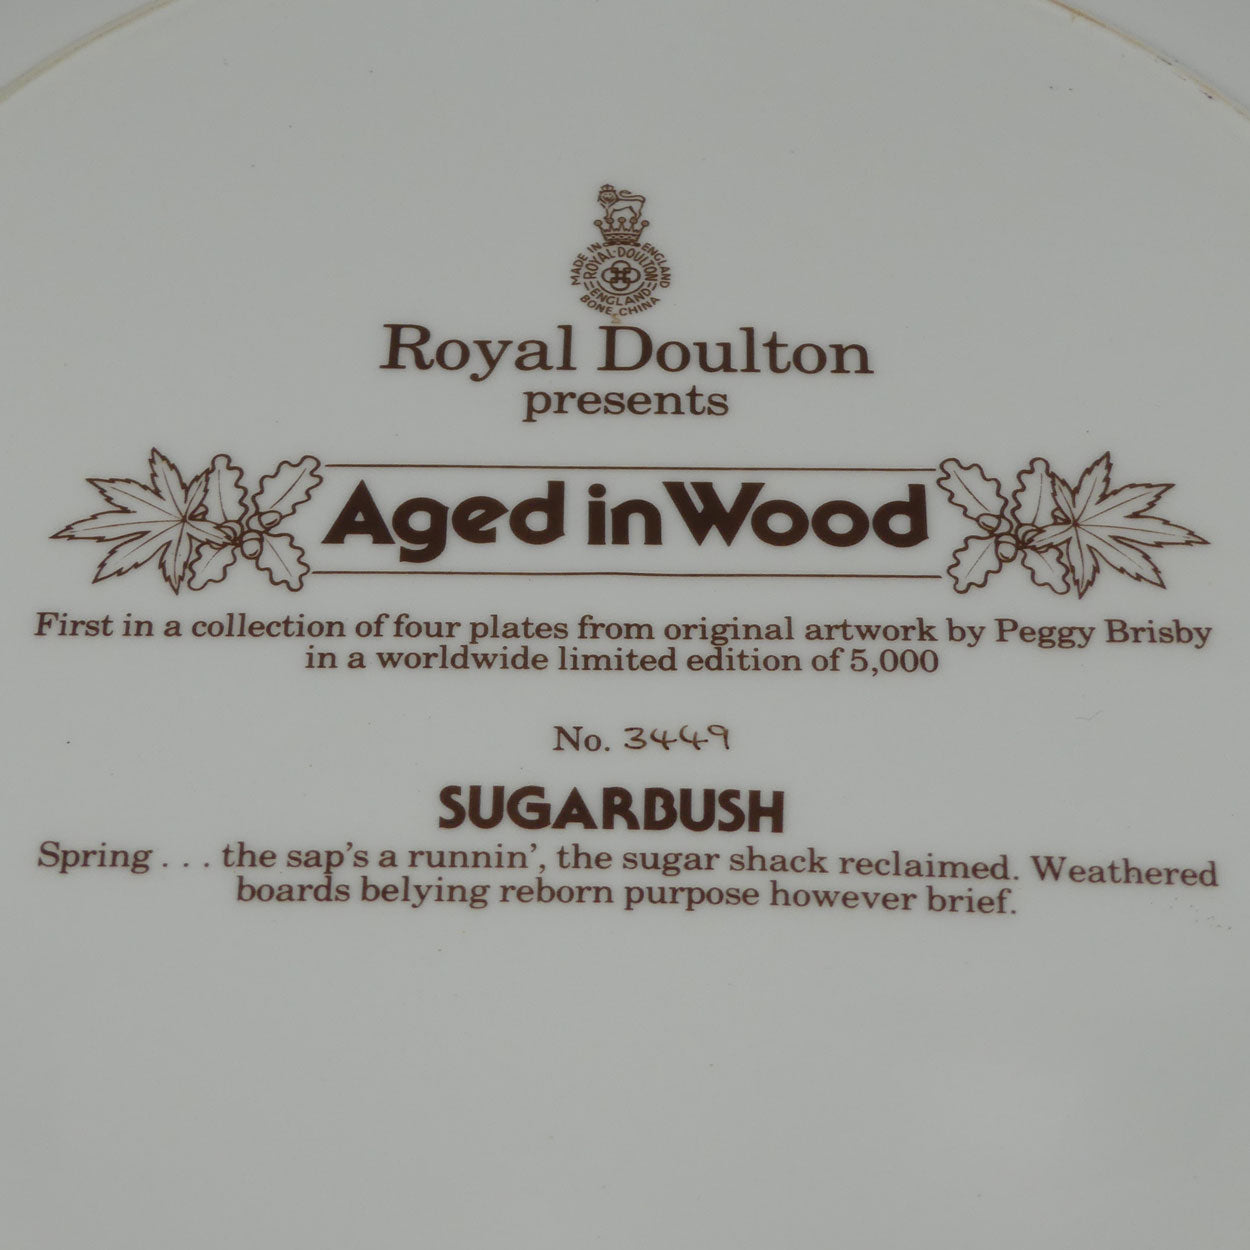 MADE IN ENGLAND
ROYAL-DOULTON
ENGLAND
BONE CHINA
Royal Doulton
presents
Aged in Wood
First in a collection of four plates from original artwork by Peggy Brisby
in a worldwide limited edition of 5,000
No. 3449
SUGARBUSH
Spring . . . the sap's a runnin', the sugar shack reclaimed. Weathered
boards belying reborn purpose however brief.